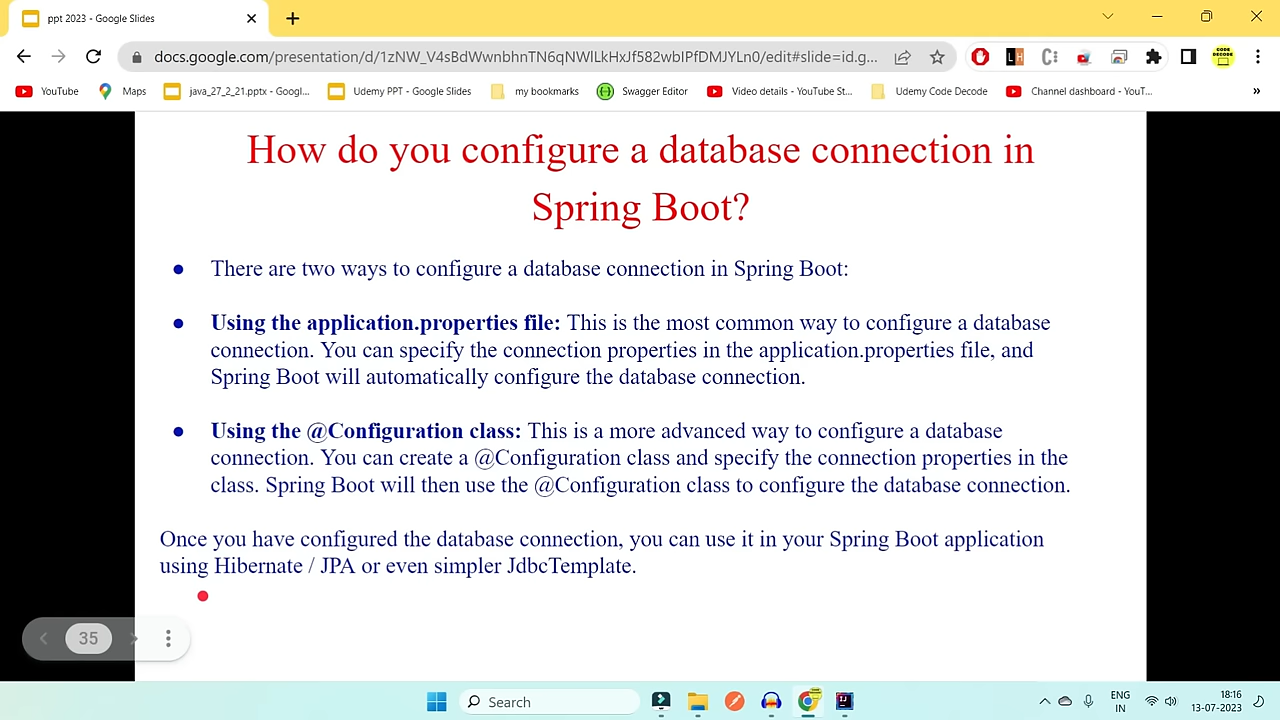 ppt 2023 - Google Slides
docs.google.com/presentation/d/1zNW_V4szdWwnbhnTN6qNWlLkHxJf582wbIPfDMJYLn0/edit#slide=id.g...
YouTube Maps java_27_2_21.pptx - Googl... Udemy PPT - Google Slides my bookmarks Swagger Editor Video details - YouTube St... Udemy Code Decode Channel dashboard - YouT... »
How do you configure a database connection in
Spring Boot?
● There are two ways to configure a database connection in Spring Boot:
● Using the application.properties file: This is the most common way to configure a database
connection. You can specify the connection properties in the application.properties file, and
Spring Boot will automatically configure the database connection.
● Using the @Configuration class: This is a more advanced way to configure a database
connection. You can create a @Configuration class and specify the connection properties in the
class. Spring Boot will then use the @Configuration class to configure the database connection.
Once you have configured the database connection, you can use it in your Spring Boot application
using Hibernate / JPA or even simpler JdbcTemplate.
35
Search
ENG
IN
18:16
13-07-2023